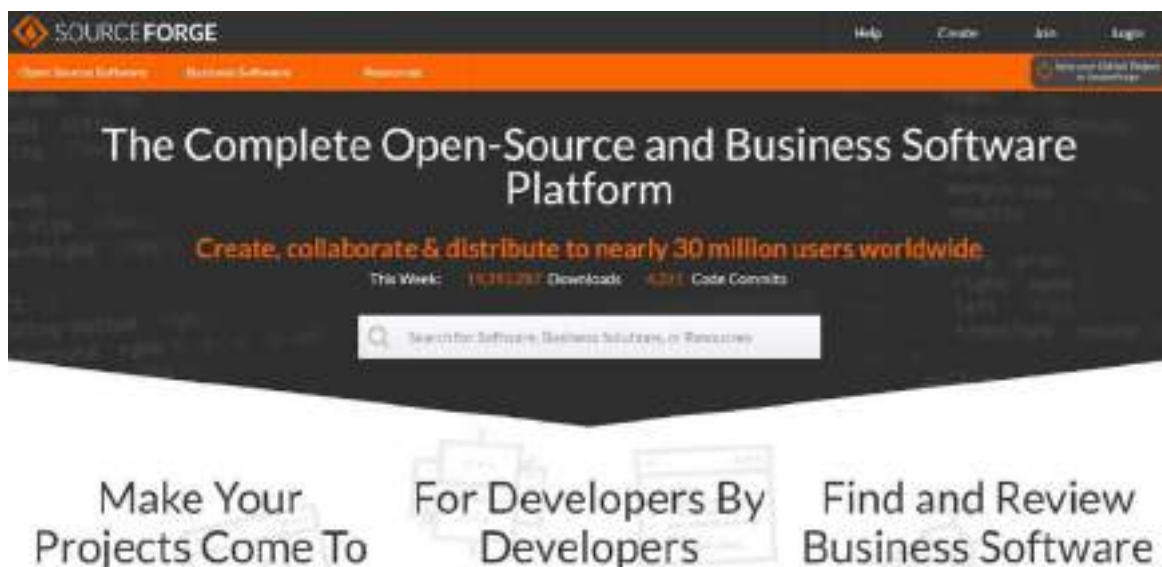 SOURCEFORGE
Help Create Join Login
Open Source Software Business Software Resources
The Complete Open-Source and Business Software
Platform
Create, collaborate & distribute to nearly 30 million users worldwide
This Week: Downloads Code Commits
Search for Software, Business Solutions, or Resources
Make Your
Projects Come To
For Developers By
Developers
Find and Review
Business Software